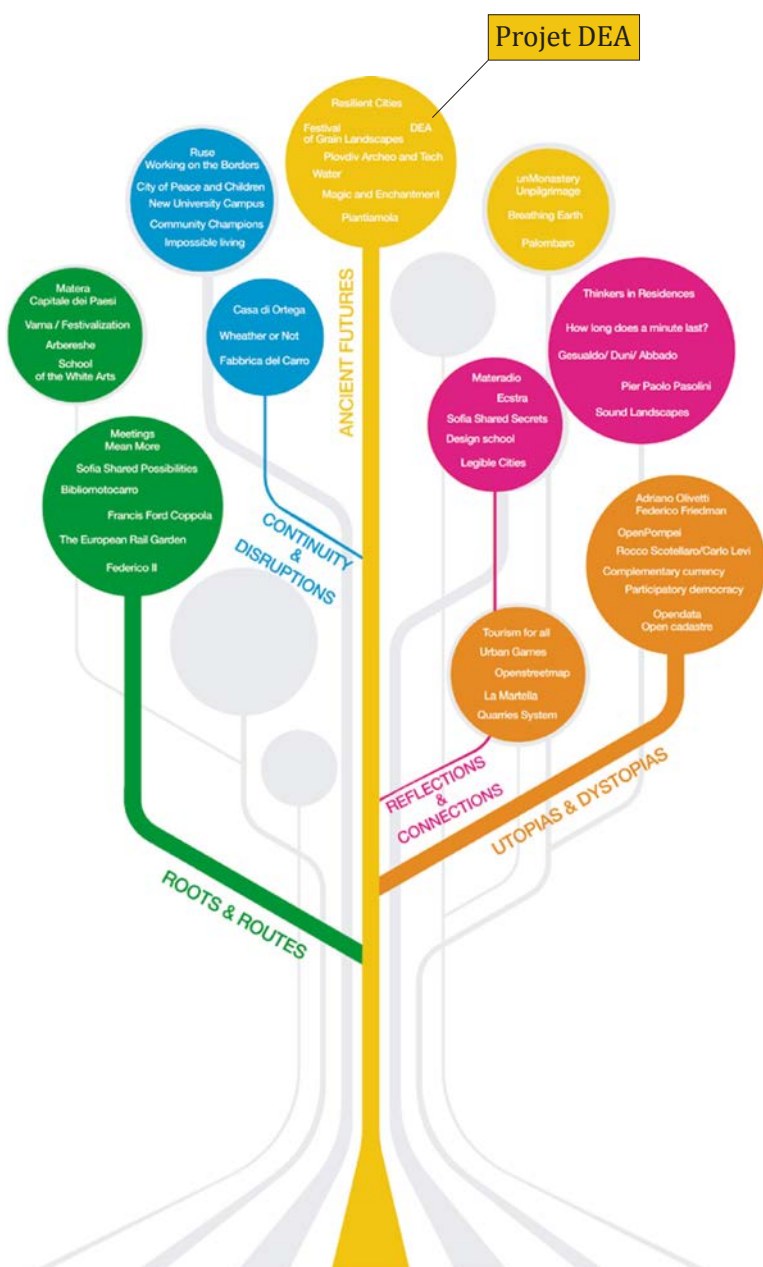 Projet DEA
Resilient Cities
Festival DEA
of Grain Landscapes
Plovdiv Archeo and Tech
Water
Magic and Enchantment
Piantiamola
Ruse
Working on the Borders
City of Peace and Children
New University Campus
Community Champions
Impossible living
unMonastery
Unpilgrimage
Breathing Earth
Palombaro
Matera
Capitale dei Paesi
Varna / Festivalization
Arbereshe
School
of the White Arts
Casa di Ortega
Wheather or Not
Fabbrica del Carro
ANCIENT FUTURES
Thinkers in Residences
How long does a minute last?
Gesualdo/ Duni/ Abbado
Pier Paolo Pasolini
Sound Landscapes
Materadio
Ecstra
Sofia Shared Secrets
Design school
Legible Cities
Meetings
Mean More
Sofia Shared Possibilities
Bibliomotocarro
Francis Ford Coppola
The European Rail Garden
Federico II
CONTINUITY
&
DISRUPTIONS
Adriano Olivetti
Federico Friedman
OpenPompei
Rocco Scotellaro/Carlo Levi
Complementary currency
Participatory democracy
Opendata
Open cadastre
Tourism for all
Urban Games
Openstreetmap
La Martella
Quarries System
REFLECTIONS
&
CONNECTIONS
UTOPIAS & DYSTOPIAS
ROOTS & ROUTES